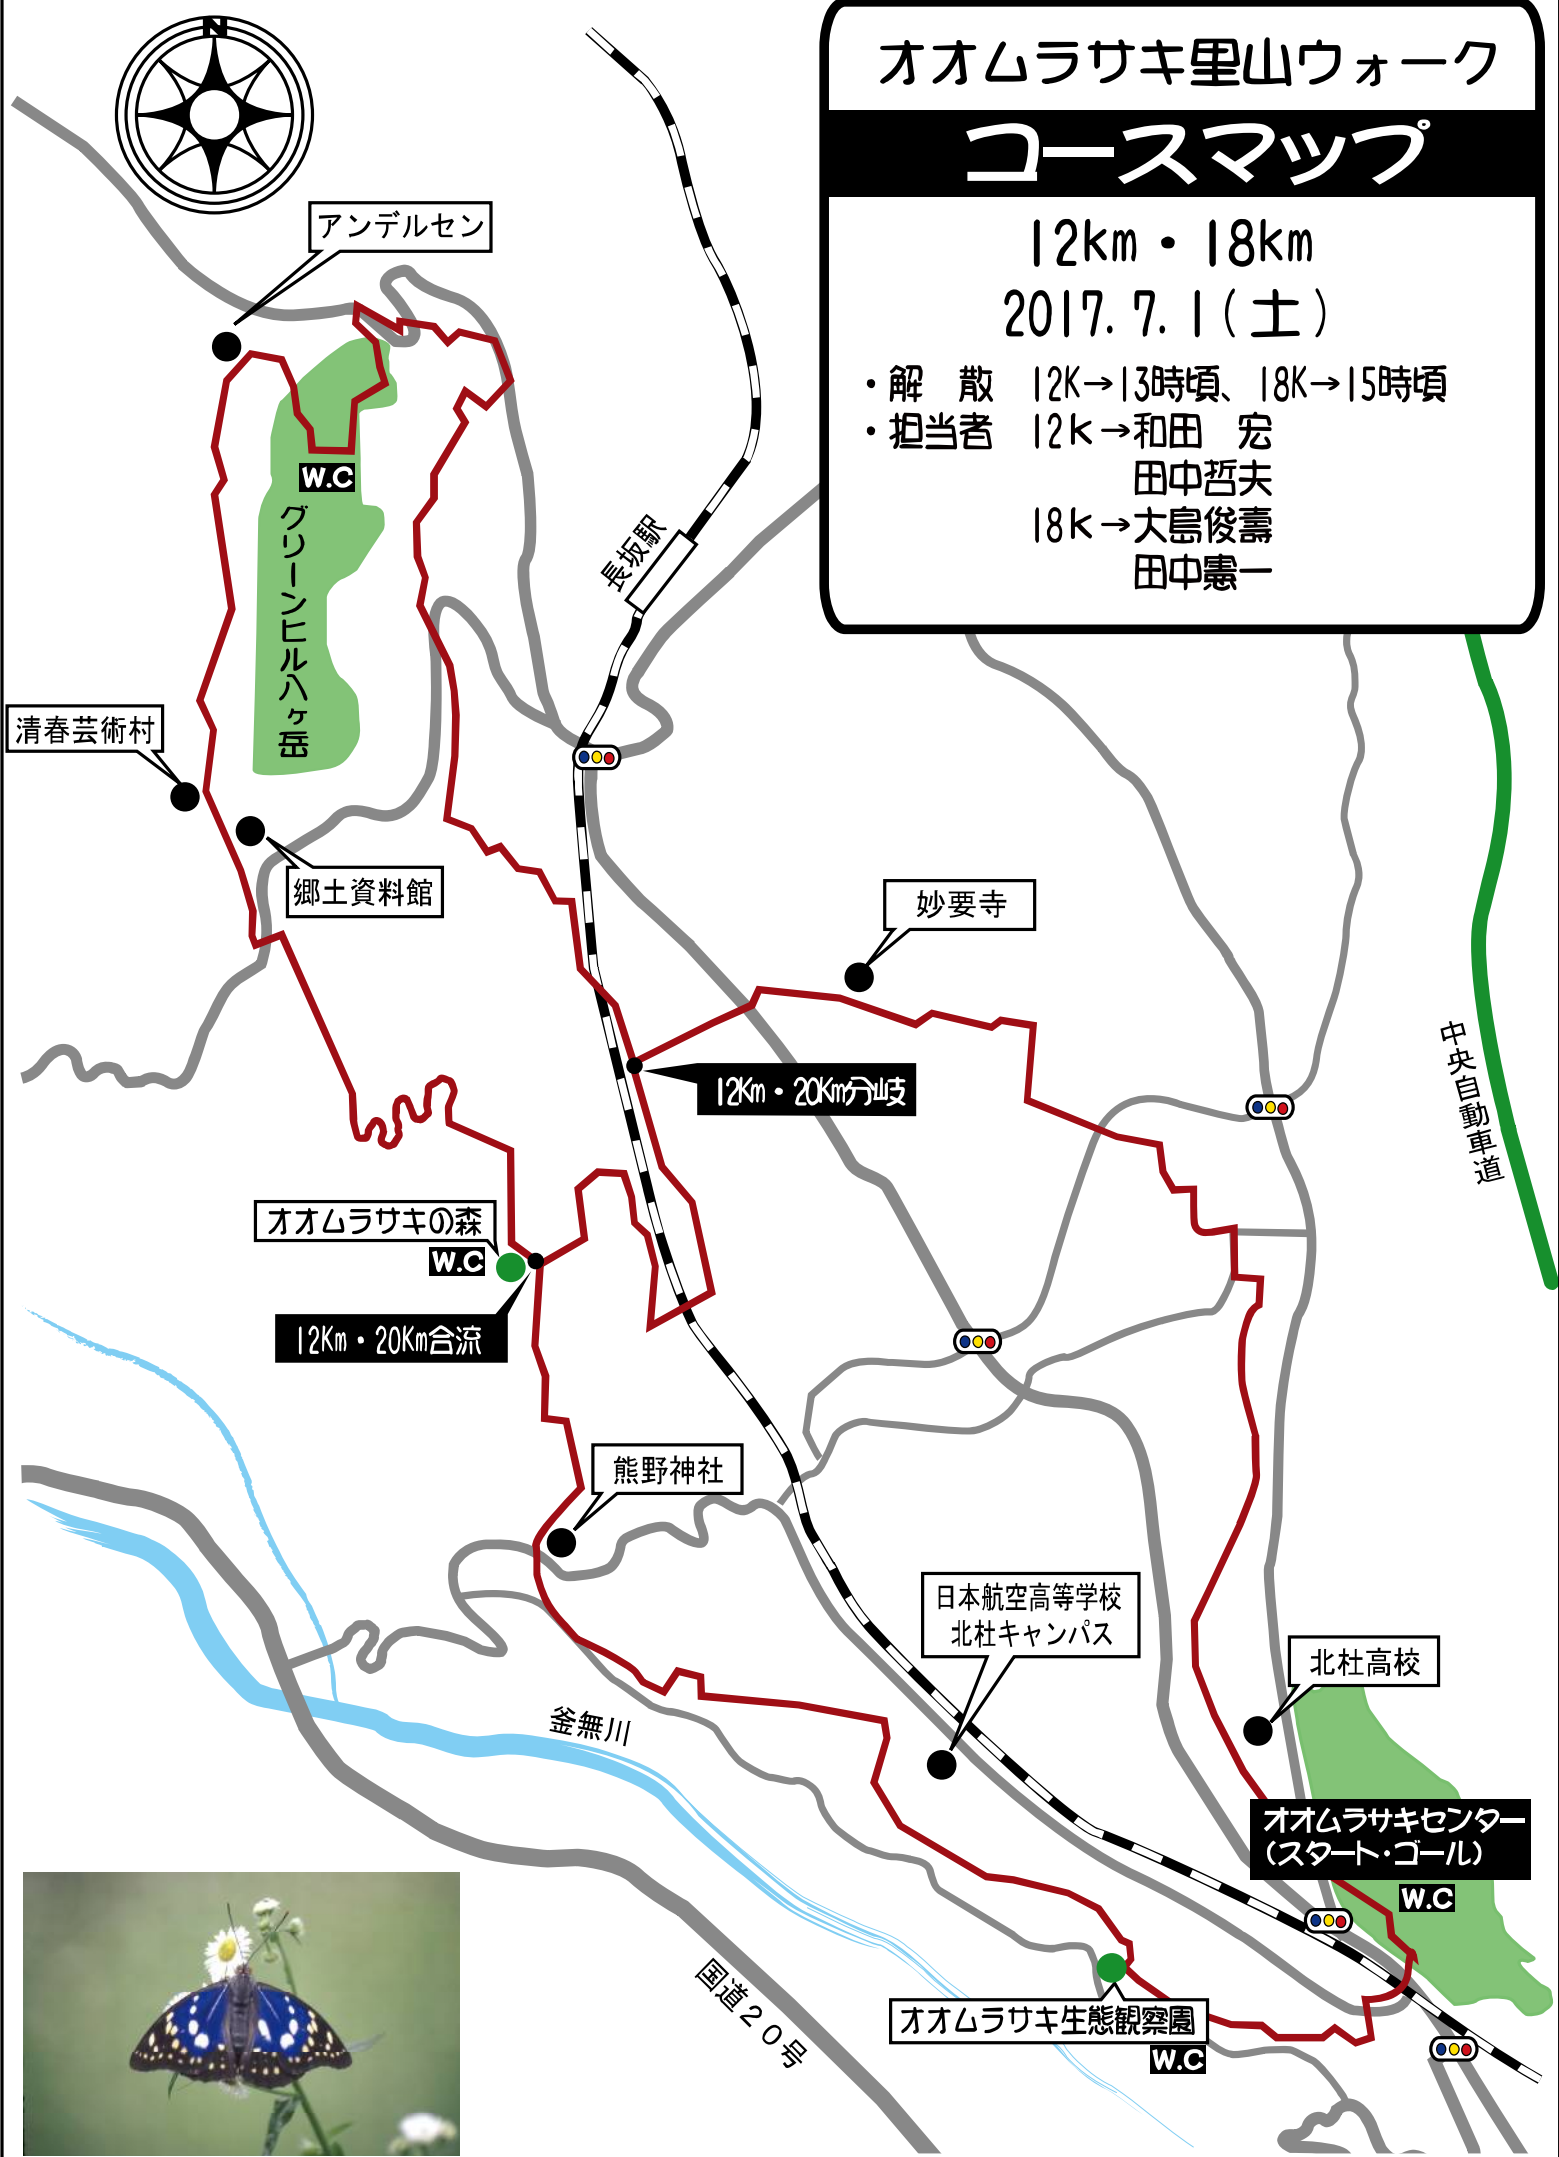 N
オオムラサキ里山ウォーク
コースマップ
12km・18km
2017.7.1(土)
・解　散　12K→13時頃、18K→15時頃
・担当者　12K→和田　宏
田中哲夫
18K→大島俊壽
田中憲一
アンデルセン
W.C
グリーンヒル八ヶ岳
長坂駅
清春芸術村
郷土資料館
妙要寺
中央自動車道
12Km・20Km分岐
オオムラサキの森
W.C
12Km・20Km合流
熊野神社
日本航空高等学校
北杜キャンパス
北杜高校
釜無川
オオムラサキセンター
(スタート・ゴール)
W.C
国道20号
オオムラサキ生態観察園
W.C